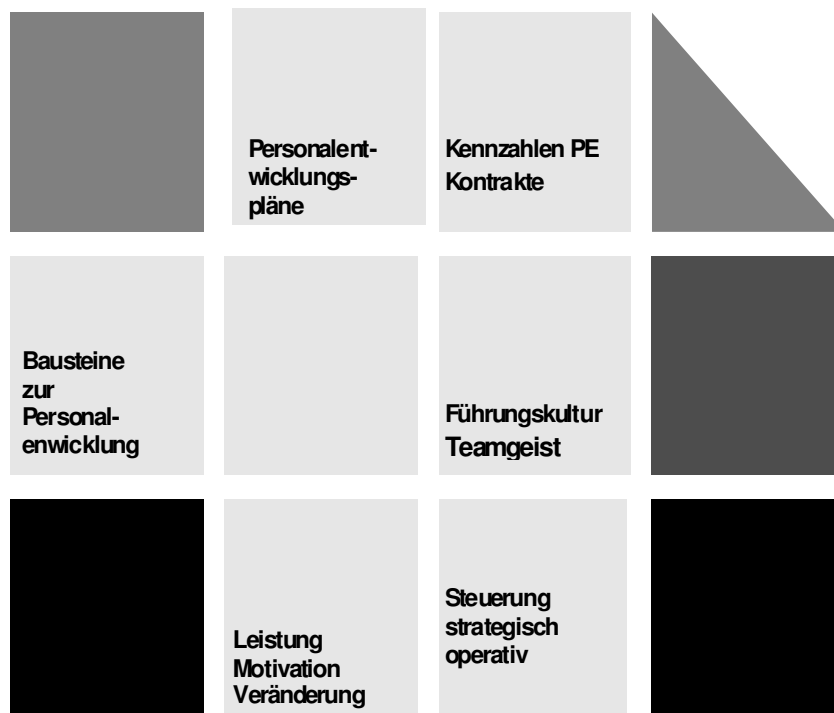 Personalent-
wicklungs-
pläne
Kennzahlen PE
Kontrakte
Bausteine
zur
Personal-
enwicklung
Führungskultur
Teamgeist
Leistung
Motivation
Veränderung
Steuerung
strategisch
operativ